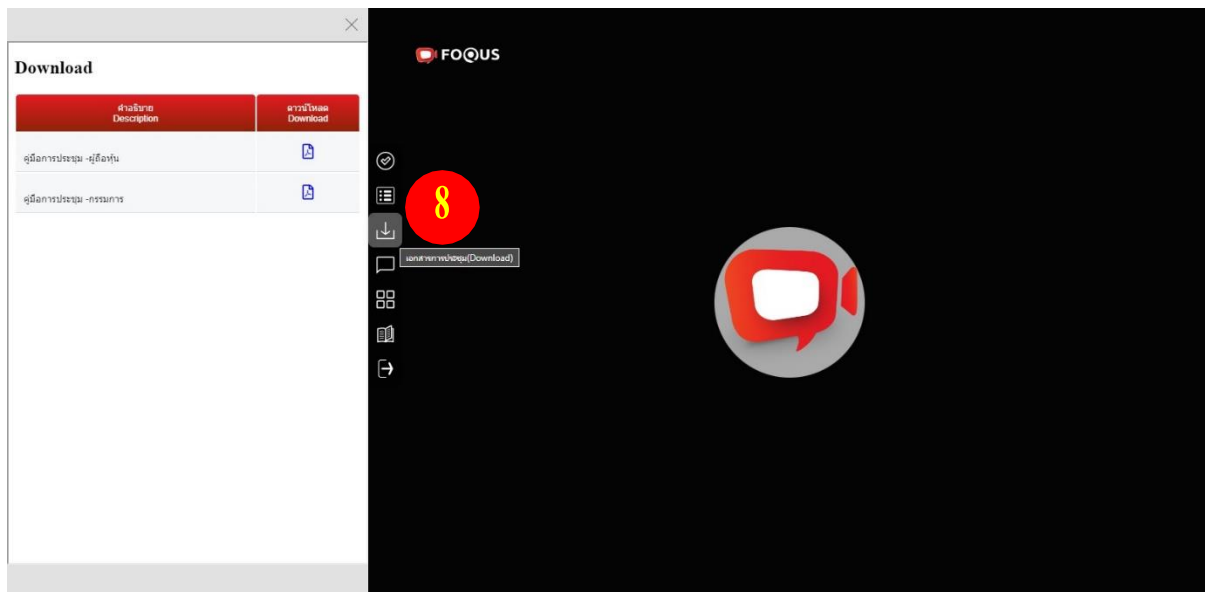 Download
คำอธิบาย
Description
ดาวน์โหลด
Download
คู่มือการประชุม -ผู้ถือหุ้น
คู่มือการประชุม -กรรมการ
FOQUS
8
เอกสารการประชุม(Download)